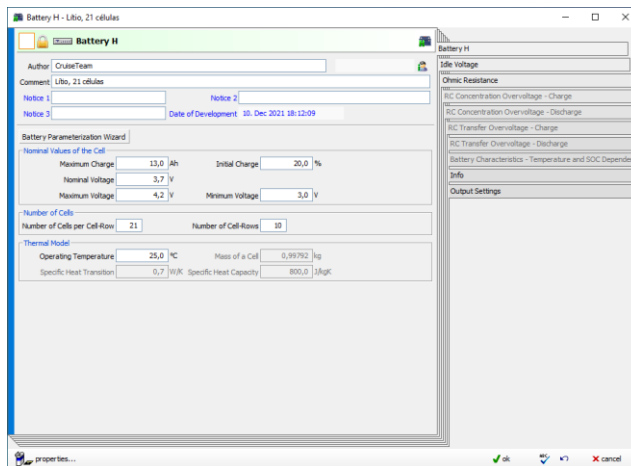 Battery H - Lítio, 21 células
Battery H
Author CruiseTeam
Comment Lítio, 21 células
Notice 1 Notice 2
Notice 3 Date of Development 10. Dec 2021 18:12:09
Battery Parameterization Wizard
Nominal Values of the Cell
Maximum Charge 13,0 Ah Initial Charge 20,0 %
Nominal Voltage 3,7 V
Maximum Voltage 4,2 V Minimum Voltage 3,0 V
Number of Cells
Number of Cells per Cell-Row 21 Number of Cell-Rows 10
Thermal Model
Operating Temperature 25,0 °C Mass of a Cell 0,99792 kg
Specific Heat Transition 0,7 W/K Specific Heat Capacity 800,0 J/kgK
Battery H
Idle Voltage
Ohmic Resistance
RC Concentration Overvoltage - Charge
RC Concentration Overvoltage - Discharge
RC Transfer Overvoltage - Charge
RC Transfer Overvoltage - Discharge
Battery Characteristics - Temperature and SOC Depende
Info
Output Settings
properties... ok ABC cancel